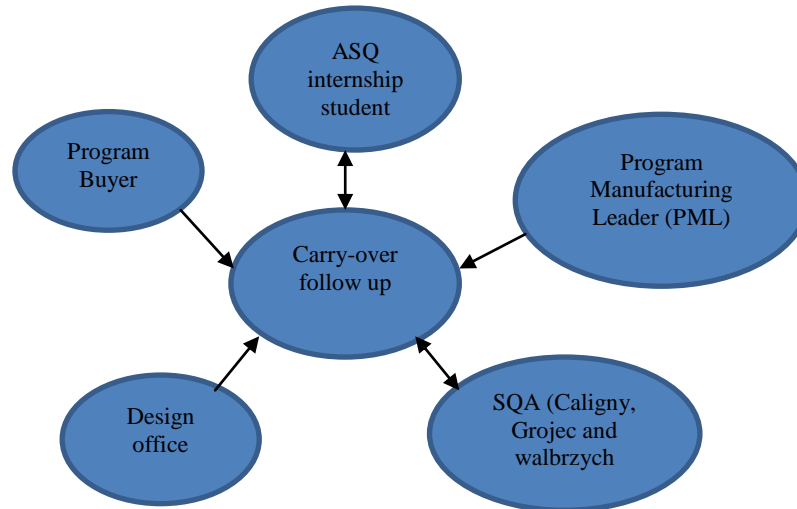 ASQ
internship
student
Program
Buyer
Program
Manufacturing
Leader (PML)
Carry-over
follow up
Design
office
SQA (Caligny,
Grojec and
walbrzych